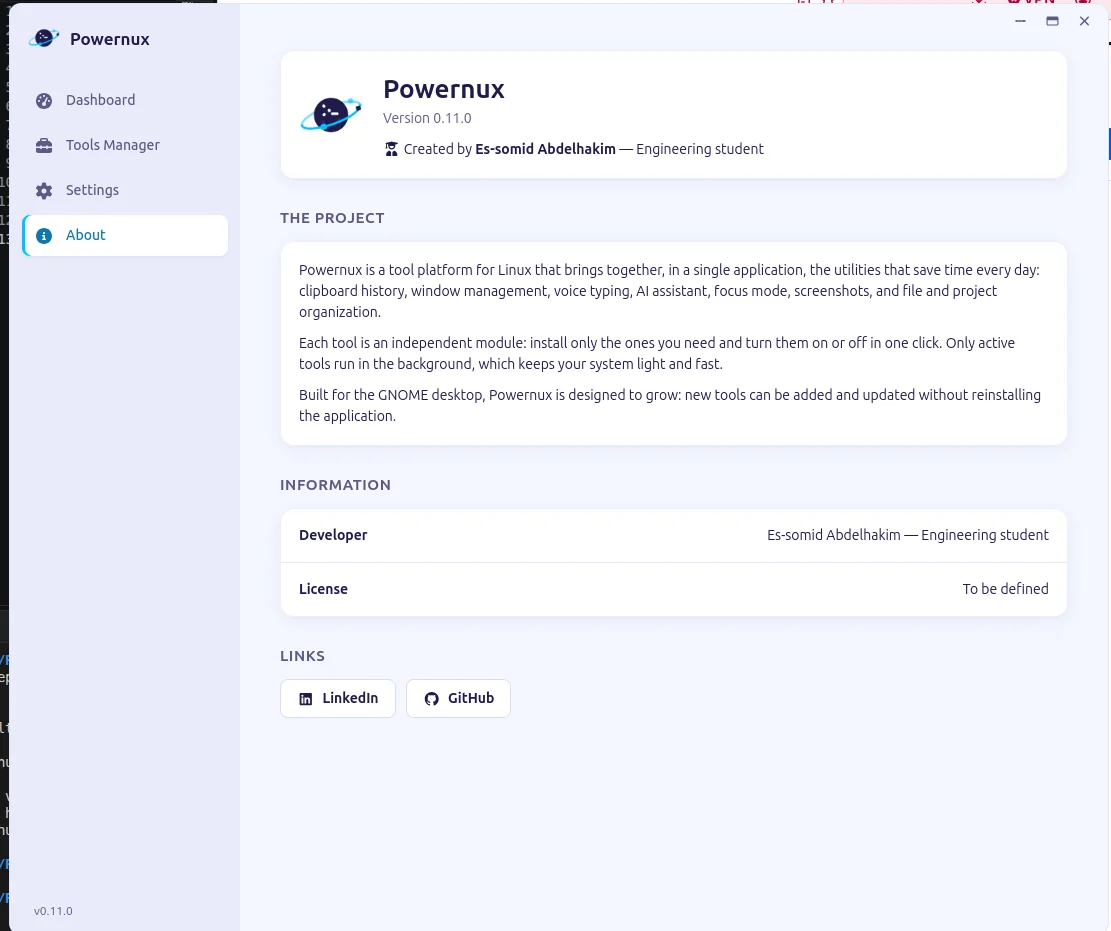 Powernux
Dashboard
Tools Manager
Settings
About
v0.11.0
Powernux
Version 0.11.0
Created by Es-somid Abdelhakim — Engineering student
THE PROJECT
Powernux is a tool platform for Linux that brings together, in a single application, the utilities that save time every day:
clipboard history, window management, voice typing, AI assistant, focus mode, screenshots, and file and project
organization.
Each tool is an independent module: install only the ones you need and turn them on or off in one click. Only active
tools run in the background, which keeps your system light and fast.
Built for the GNOME desktop, Powernux is designed to grow: new tools can be added and updated without reinstalling
the application.
INFORMATION
Developer
Es-somid Abdelhakim — Engineering student
License
To be defined
LINKS
LinkedIn
GitHub